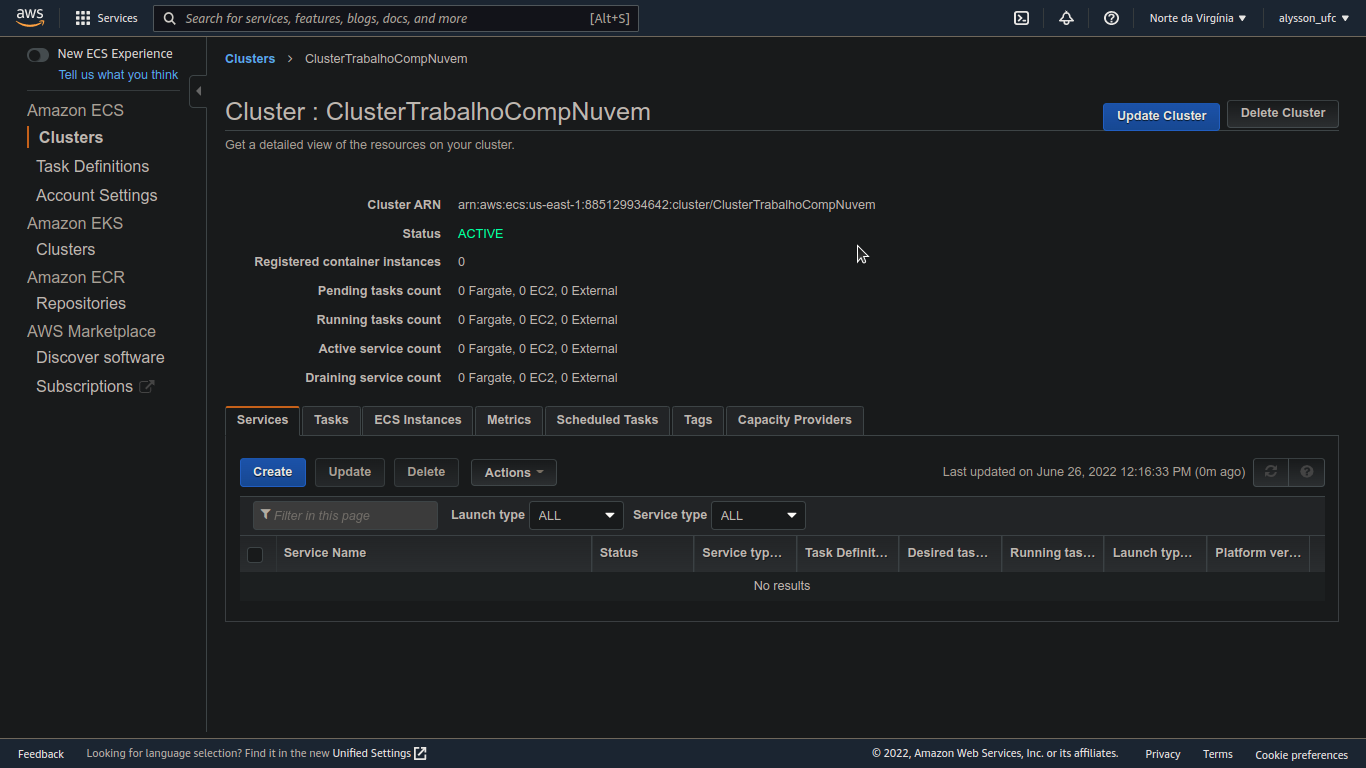 aws Services Search for services, features, blogs, docs, and more [Alt+S] Norte da Virgínia alysson_ufc
New ECS Experience
Tell us what you think
Amazon ECS
Clusters
Task Definitions
Account Settings
Amazon EKS
Clusters
Amazon ECR
Repositories
AWS Marketplace
Discover software
Subscriptions
Clusters > ClusterTrabalhoCompNuvem
Cluster : ClusterTrabalhoCompNuvem
Update Cluster Delete Cluster
Get a detailed view of the resources on your cluster.
Cluster ARN arn:aws:ecs:us-east-1:885129934642:cluster/ClusterTrabalhoCompNuvem
Status ACTIVE
Registered container instances 0
Pending tasks count 0 Fargate, 0 EC2, 0 External
Running tasks count 0 Fargate, 0 EC2, 0 External
Active service count 0 Fargate, 0 EC2, 0 External
Draining service count 0 Fargate, 0 EC2, 0 External
Services Tasks ECS Instances Metrics Scheduled Tasks Tags Capacity Providers
Create Update Delete Actions Last updated on June 26, 2022 12:16:33 PM (0m ago)
Filter in this page Launch type ALL Service type ALL
Service Name Status Service typ... Task Definit... Desired tas... Running tas... Launch typ... Platform ver...
No results
Feedback Looking for language selection? Find it in the new Unified Settings © 2022, Amazon Web Services, Inc. or its affiliates. Privacy Terms Cookie preferences